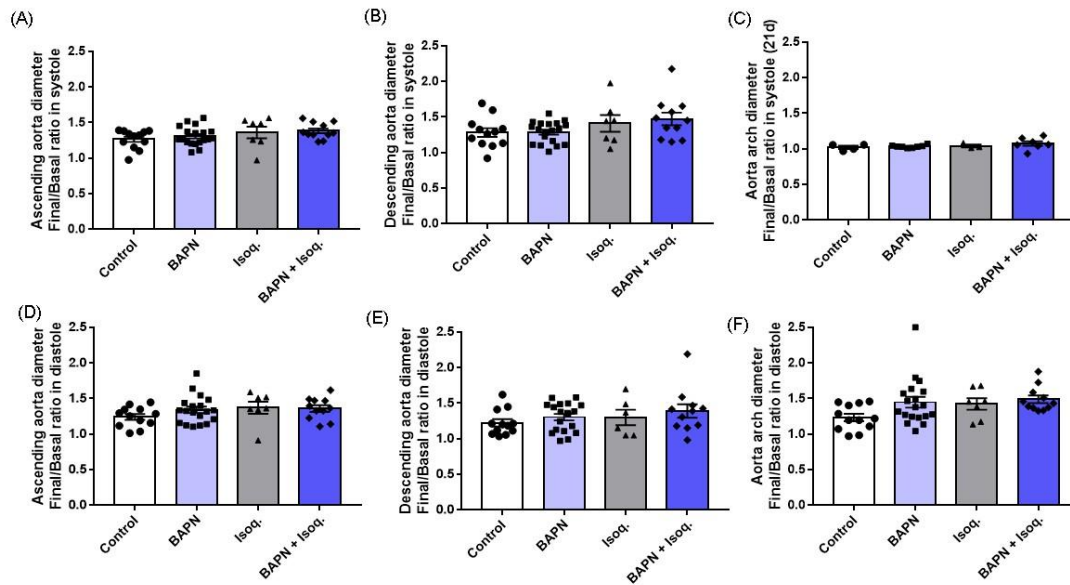 (A)
Ascending aorta diameter
Final/Basal ratio in systole
2.5
2.0
1.5
1.0
0.5
0.0
Control
BAPN
Isoq.
BAPN + Isoq.
(B)
Descending aorta diameter
Final/Basal ratio in systole
2.5
2.0
1.5
1.0
0.5
0.0
Control
BAPN
Isoq.
BAPN + Isoq.
(C)
Aorta arch diameter
Final/Basal ratio in systole (21d)
2.5
2.0
1.5
1.0
0.5
0.0
Control
BAPN
Isoq.
BAPN + Isoq.
(D)
Ascending aorta diameter
Final/Basal ratio in diastole
2.5
2.0
1.5
1.0
0.5
0.0
Control
BAPN
Isoq.
BAPN + Isoq.
(E)
Descending aorta diameter
Final/Basal ratio in diastole
2.5
2.0
1.5
1.0
0.5
0.0
Control
BAPN
Isoq.
BAPN + Isoq.
(F)
Aorta arch diameter
Final/Basal ratio in diastole
2.5
2.0
1.5
1.0
0.5
0.0
Control
BAPN
Isoq.
BAPN + Isoq.